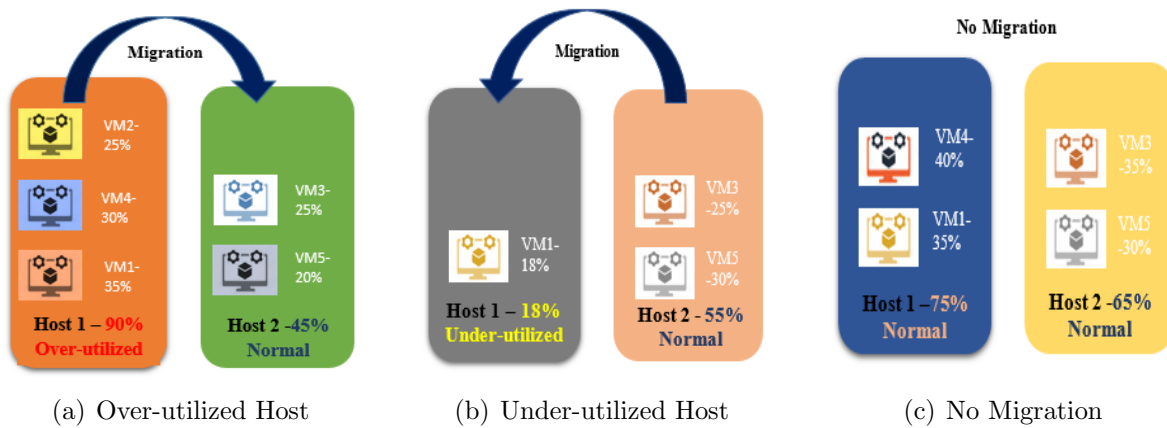 Migration
VM2-
25%
VM4-
30%
VM1-
35%
Host 1 – 90%
Over-utilized
VM3-
25%
VM5-
20%
Host 2 -45%
Normal
(a) Over-utilized Host
Migration
VM1-
18%
Host 1 – 18%
Under-utilized
VM3
-25%
VM5
-30%
Host 2 - 55%
Normal
(b) Under-utilized Host
No Migration
VM4-
40%
VM1-
35%
Host 1 –75%
Normal
VM3
-35%
VM5
-30%
Host 2 -65%
Normal
(c) No Migration